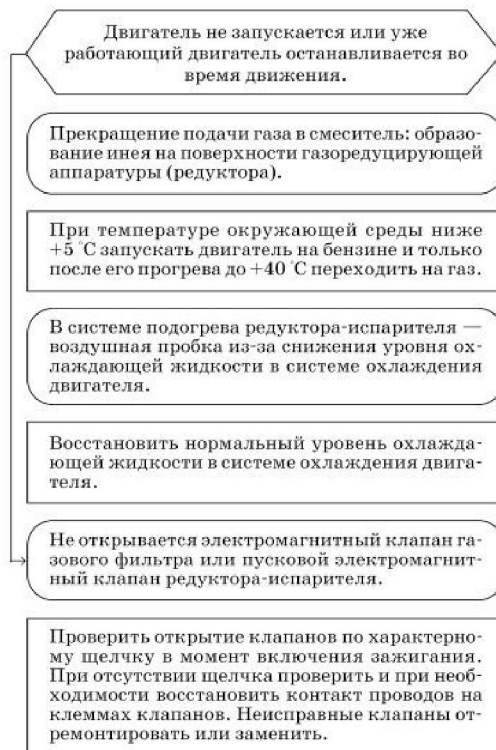 Двигатель не запускается или уже
работающий двигатель останавливается во
время движения.
Прекращение подачи газа в смеситель: образо-
вание инея на поверхности газоредуцирующей
аппаратуры (редуктора).
При температуре окружающей среды ниже
+5 °С запускать двигатель на бензине и только
после его прогрева до +40 °С переходить на газ.
В системе подогрева редуктора-испарителя —
воздушная пробка из-за снижения уровня ох-
лаждающей жидкости в системе охлаждения
двигателя.
Восстановить нормальный уровень охлажда-
ющей жидкости в системе охлаждения двига-
теля.
Не открывается электромагнитный клапан га-
зового фильтра или пусковой электромагнит-
ный клапан редуктора-испарителя.
Проверить открытие клапанов по характерно-
му щелчку в момент включения зажигания.
При отсутствии щелчка проверить и при необ-
ходимости восстановить контакт проводов на
клеммах клапанов. Неисправные клапаны от-
ремонтировать или заменить.